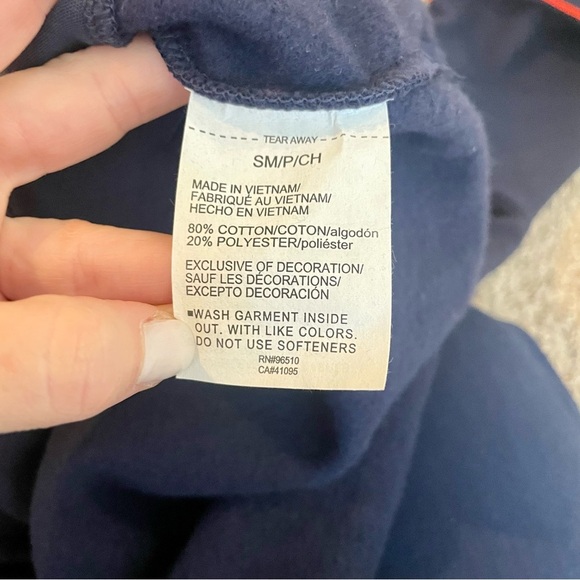 TEAR AWAY
SM/P/CH
MADE IN VIETNAM/
FABRIQUÉ AU VIETNAM/
HECHO EN VIETNAM
80% COTTON/COTON/algodón
20% POLYESTER/poliéster
EXCLUSIVE OF DECORATION/
SAUF LES DÉCORATIONS/
EXCEPTO DECORACIÓN
▪WASH GARMENT INSIDE
OUT. WITH LIKE COLORS.
DO NOT USE SOFTENERS
RN#96510
CA#41095